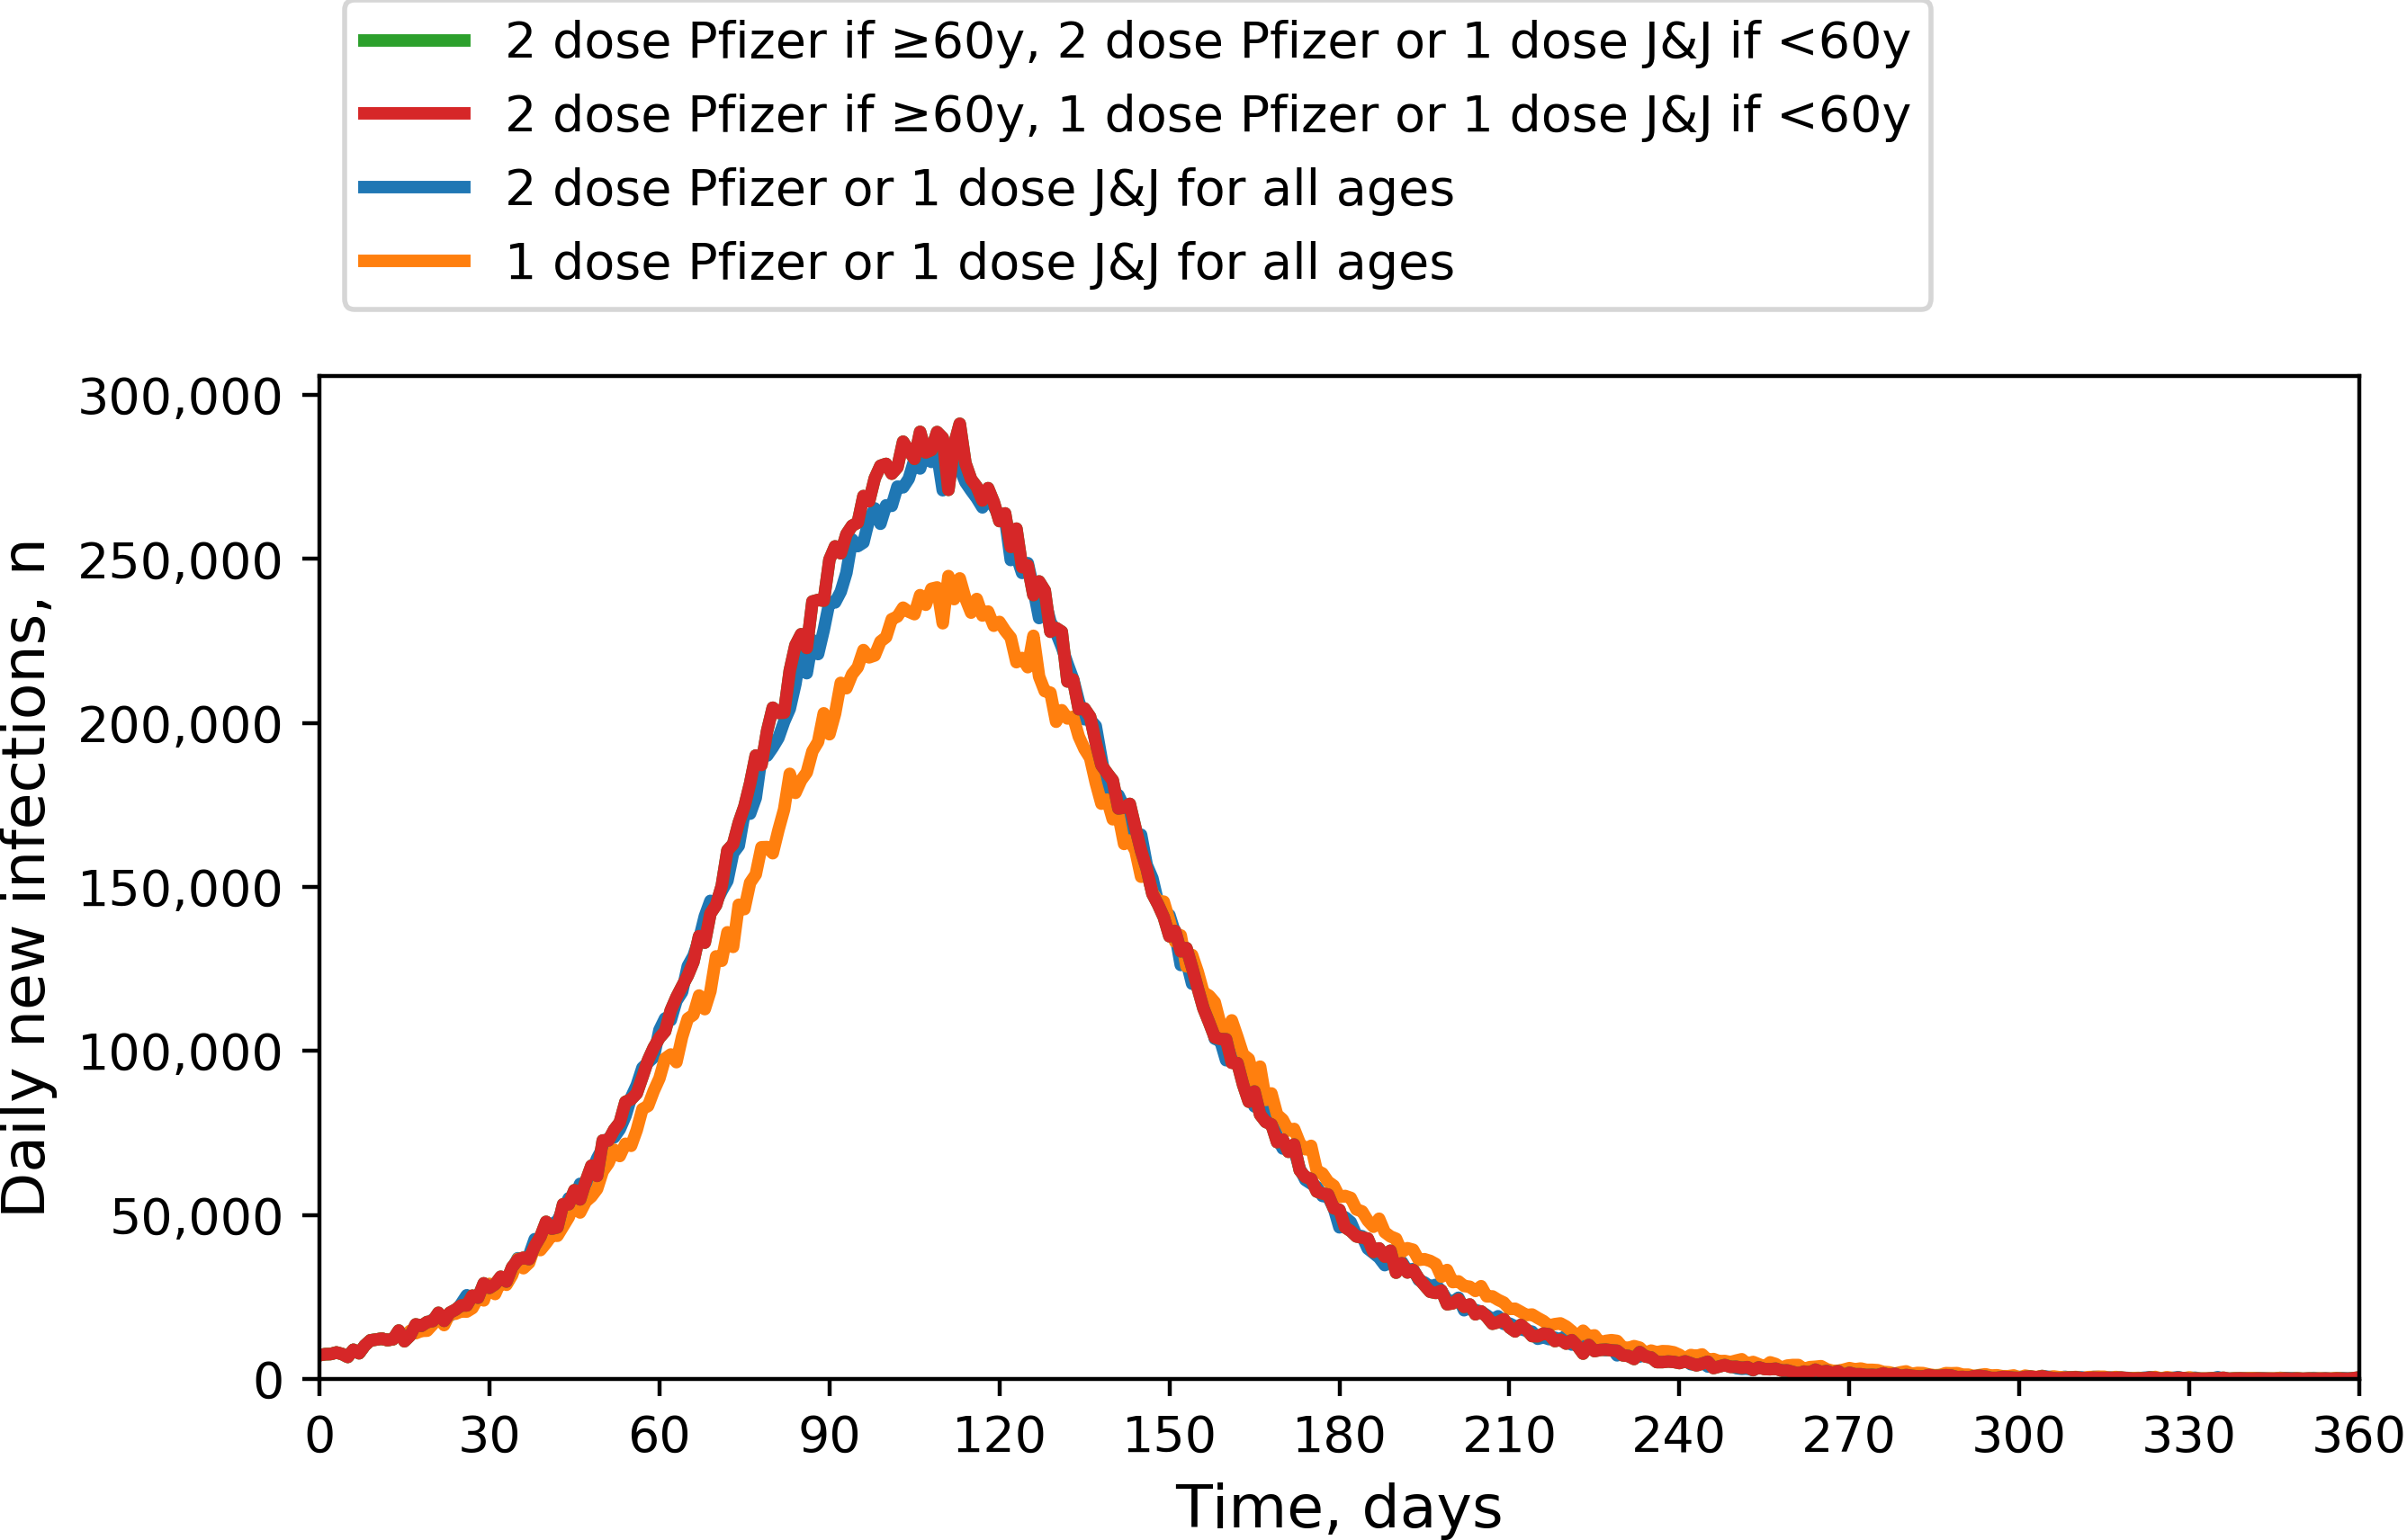 2 dose Pfizer if ≥60y, 2 dose Pfizer or 1 dose J&J if <60y
2 dose Pfizer if ≥60y, 1 dose Pfizer or 1 dose J&J if <60y
2 dose Pfizer or 1 dose J&J for all ages
1 dose Pfizer or 1 dose J&J for all ages
Daily new infections, n
300,000
250,000
200,000
150,000
100,000
50,000
0
0 30 60 90 120 150 180 210 240 270 300 330 360
Time, days